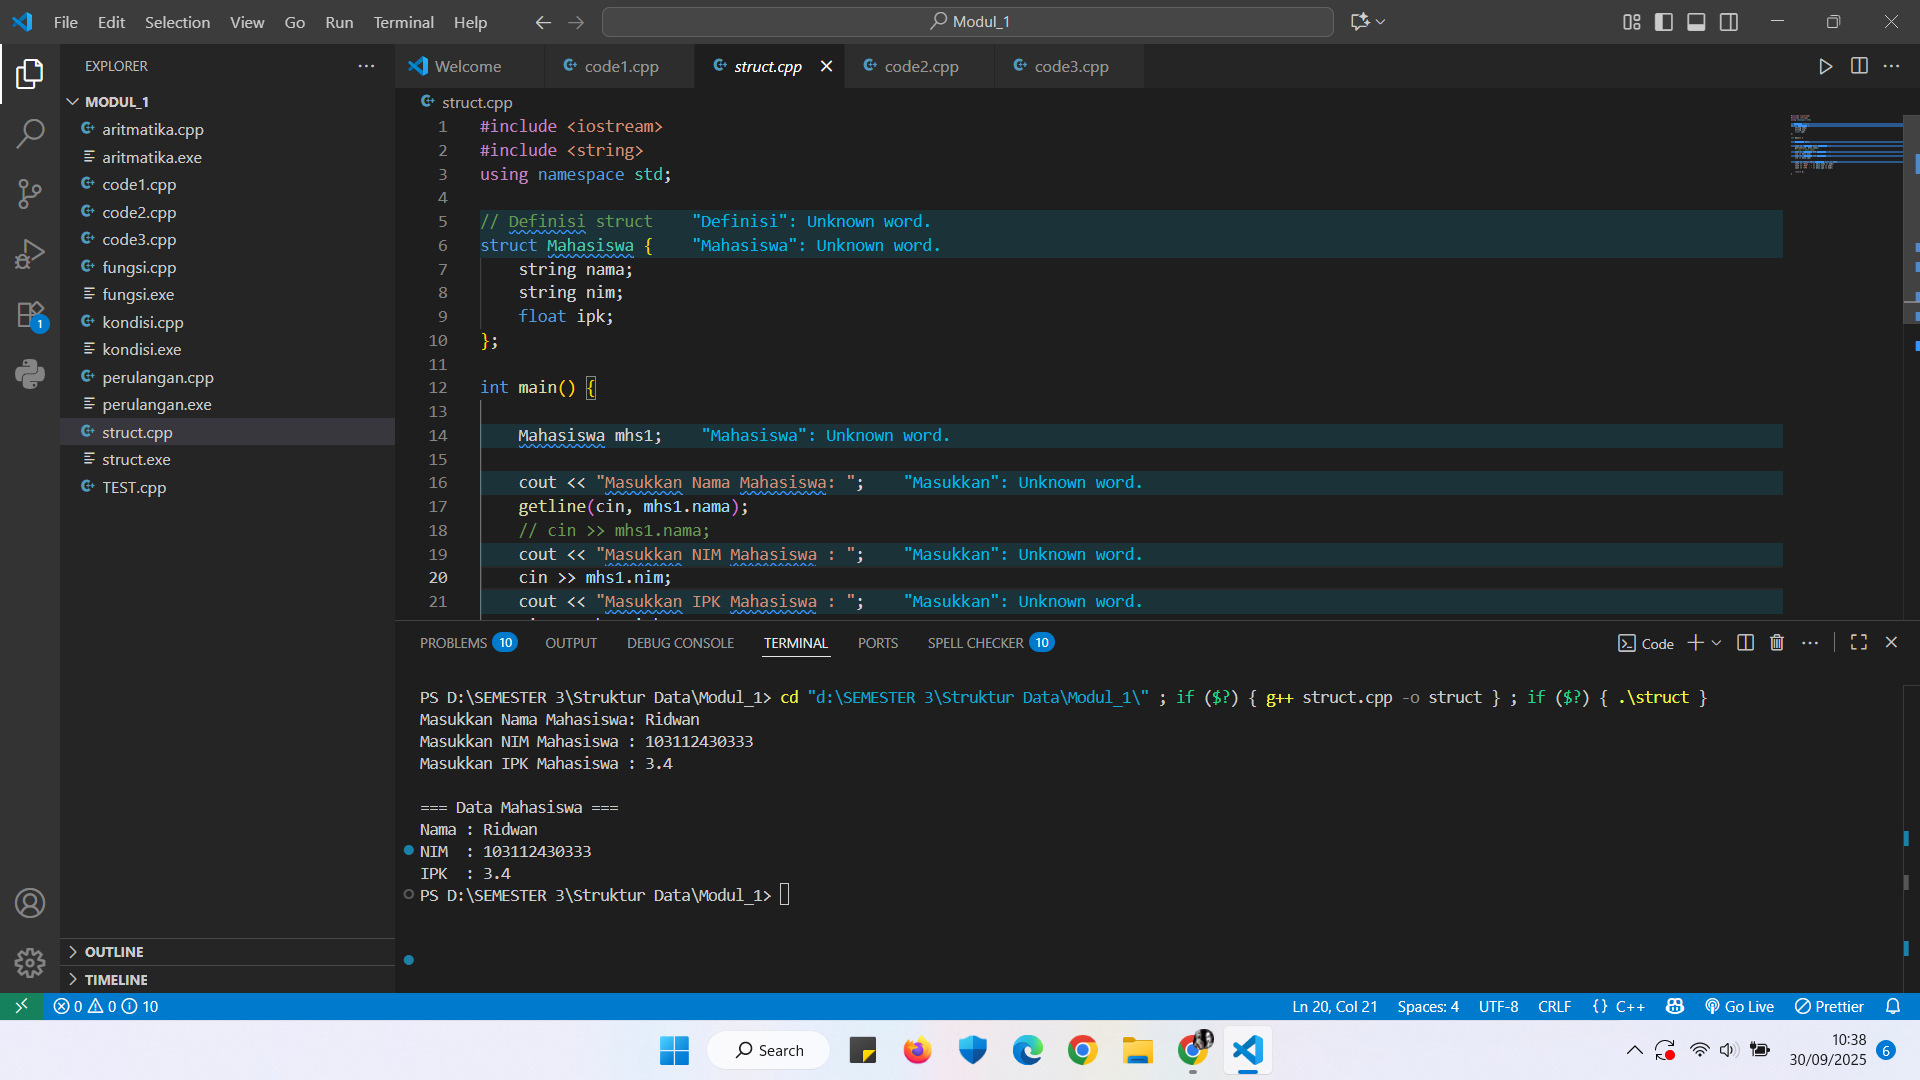 File Edit Selection View Go Run Terminal Help
Modul_1
EXPLORER
MODUL_1
aritmatika.cpp
aritmatika.exe
code1.cpp
code2.cpp
code3.cpp
fungsi.cpp
fungsi.exe
kondisi.cpp
kondisi.exe
perulangan.cpp
perulangan.exe
struct.cpp
struct.exe
TEST.cpp
OUTLINE
TIMELINE
1
Welcome code1.cpp struct.cpp code2.cpp code3.cpp
struct.cpp
1 #include <iostream>
2 #include <string>
3 using namespace std;
4
5 // Definisi struct "Definisi": Unknown word.
6 struct Mahasiswa { "Mahasiswa": Unknown word.
7 string nama;
8 string nim;
9 float ipk;
10 };
11
12 int main() {
13
14 Mahasiswa mhs1; "Mahasiswa": Unknown word.
15
16 cout << "Masukkan Nama Mahasiswa: "; "Masukkan": Unknown word.
17 getline(cin, mhs1.nama);
18 // cin >> mhs1.nama;
19 cout << "Masukkan NIM Mahasiswa : "; "Masukkan": Unknown word.
20 cin >> mhs1.nim;
21 cout << "Masukkan IPK Mahasiswa : "; "Masukkan": Unknown word.
PROBLEMS 10 OUTPUT DEBUG CONSOLE TERMINAL PORTS SPELL CHECKER 10 Code
PS D:\SEMESTER 3\Struktur Data\Modul_1> cd "d:\SEMESTER 3\Struktur Data\Modul_1\" ; if ($?) { g++ struct.cpp -o struct } ; if ($?) { .\struct }
Masukkan Nama Mahasiswa: Ridwan
Masukkan NIM Mahasiswa : 103112430333
Masukkan IPK Mahasiswa : 3.4
=== Data Mahasiswa ===
Nama : Ridwan
NIM  : 103112430333
IPK  : 3.4
PS D:\SEMESTER 3\Struktur Data\Modul_1>
0 0 10 Ln 20, Col 21 Spaces: 4 UTF-8 CRLF {} C++ Go Live Prettier
Search
10:38
30/09/2025
6